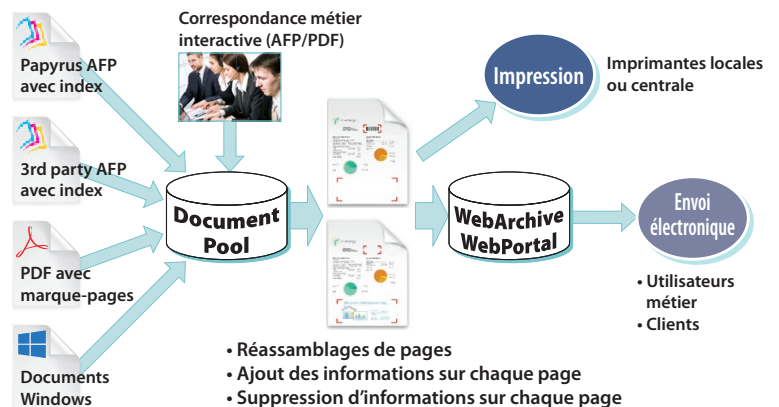 Correspondance métier
interactive (AFP/PDF)
Papyrus AFP
avec index
3rd party AFP
avec index
PDF avec
marque-pages
Documents
Windows
Document
Pool
Impression
Imprimantes locales
ou centrale
WebArchive
WebPortal
Envoi
électronique
• Utilisateurs
métier
• Clients
• Réassamblages de pages
• Ajout des informations sur chaque page
• Suppression d'informations sur chaque page